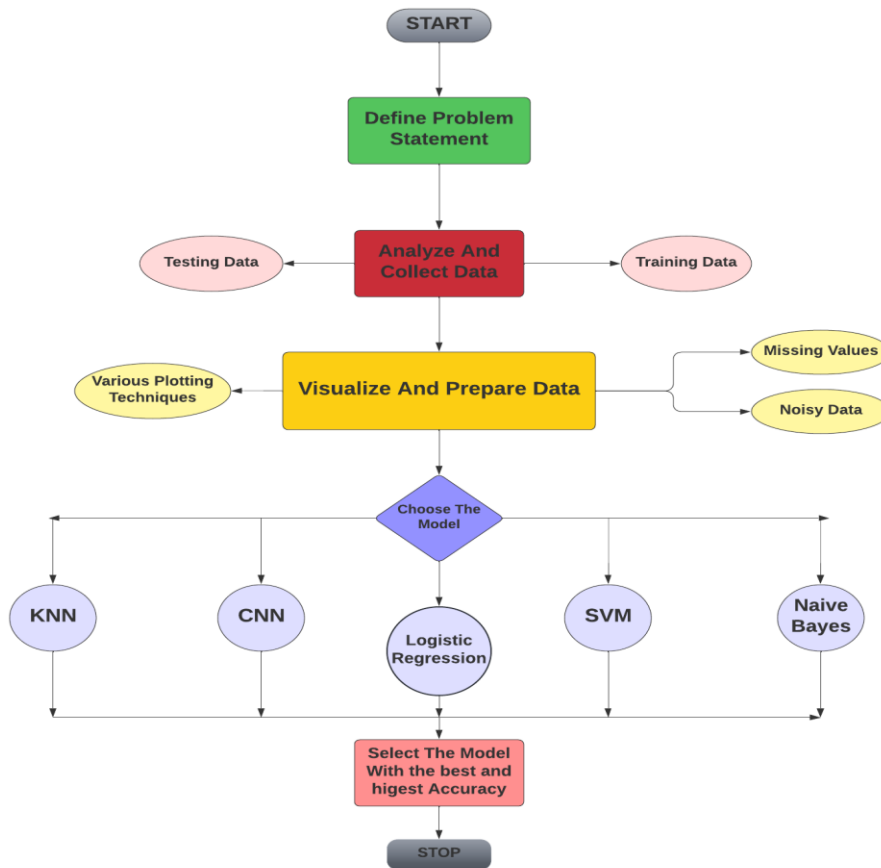 START
Define Problem
Statement
Testing Data
Analyze And
Collect Data
Training Data
Various Plotting
Techniques
Visualize And Prepare Data
Missing Values
Noisy Data
Choose The
Model
KNN
CNN
Logistic
Regression
SVM
Naive
Bayes
Select The Model
With the best and
higest Accuracy
STOP